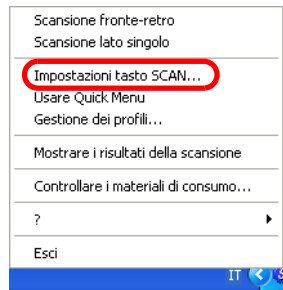 Scansione fronte-retro
Scansione lato singolo
Impostazioni tasto SCAN...
Usare Quick Menu
Gestione dei profili...
Mostrare i risultati della scansione
Controllare i materiali di consumo...
?
Esci
IT